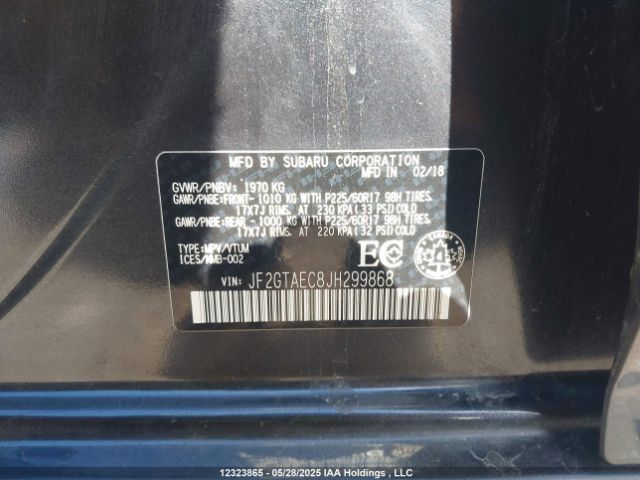 MFD BY SUBARU CORPORATION
MFD IN 02/18
GVWR/PNBV: 1970 KG
GAWR/PNBE:FRONT-1010 KG WITH P225/60R17 98H TIRES,
17X7J RIMS, AT 230 KPA(33 PSI)COLD
GAWR/PNBE:REAR -1000 KG WITH P225/60R17 98H TIRES,
17X7J RIMS, AT 220 KPA(32 PSI)COLD
TYPE:MPV/VTUM
ICES/NMB-002
EC
VIN: JF2GTAEC8JH299868
12323865 - 05/28/2025 IAA Holdings, LLC